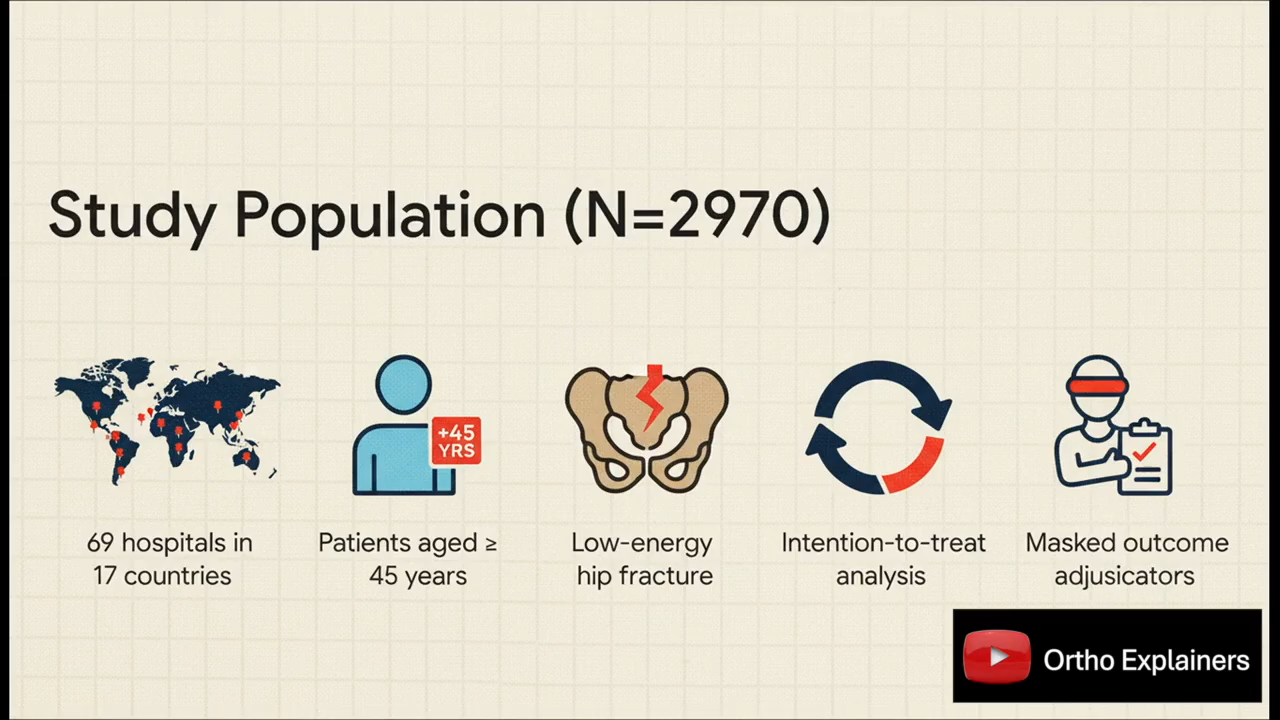 Study Population (N=2970)
+45
YRS
69 hospitals in
17 countries
Patients aged ≥
45 years
Low-energy
hip fracture
Intention-to-treat
analysis
Masked outcome
adjusicators
Ortho Explainers